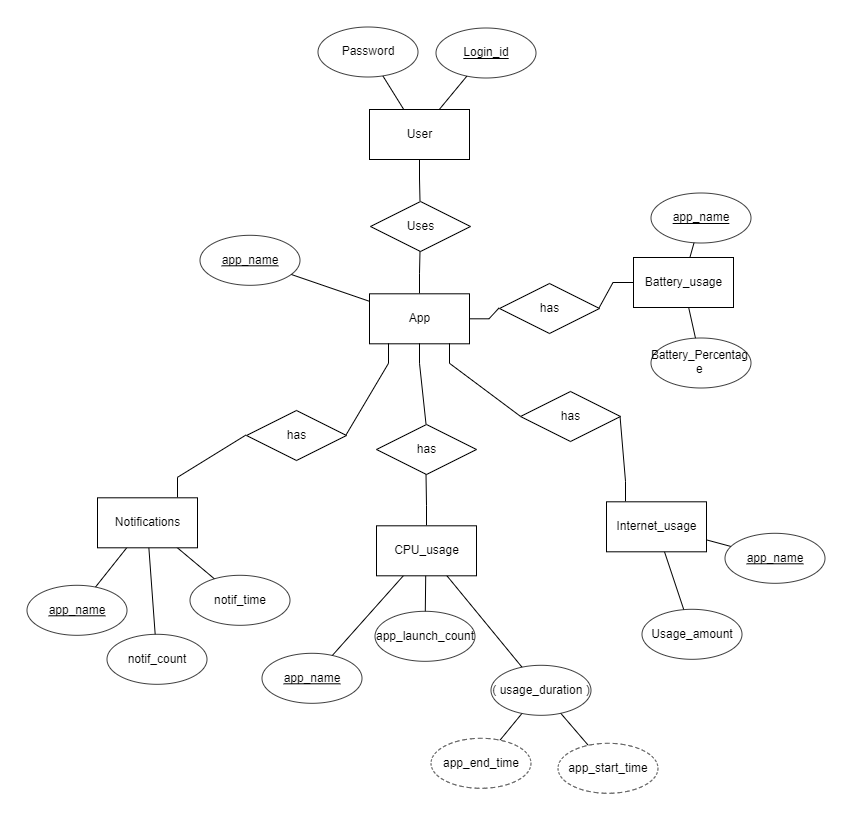 Password
Login_id
User
Uses
app_name
app_name
App
has
Battery_usage
Battery_Percentag
e
has
has
has
Notifications
CPU_usage
Internet_usage
app_name
notif_time
app_name
notif_count
app_launch_count
Usage_amount
app_name
( usage_duration )
app_end_time
app_start_time